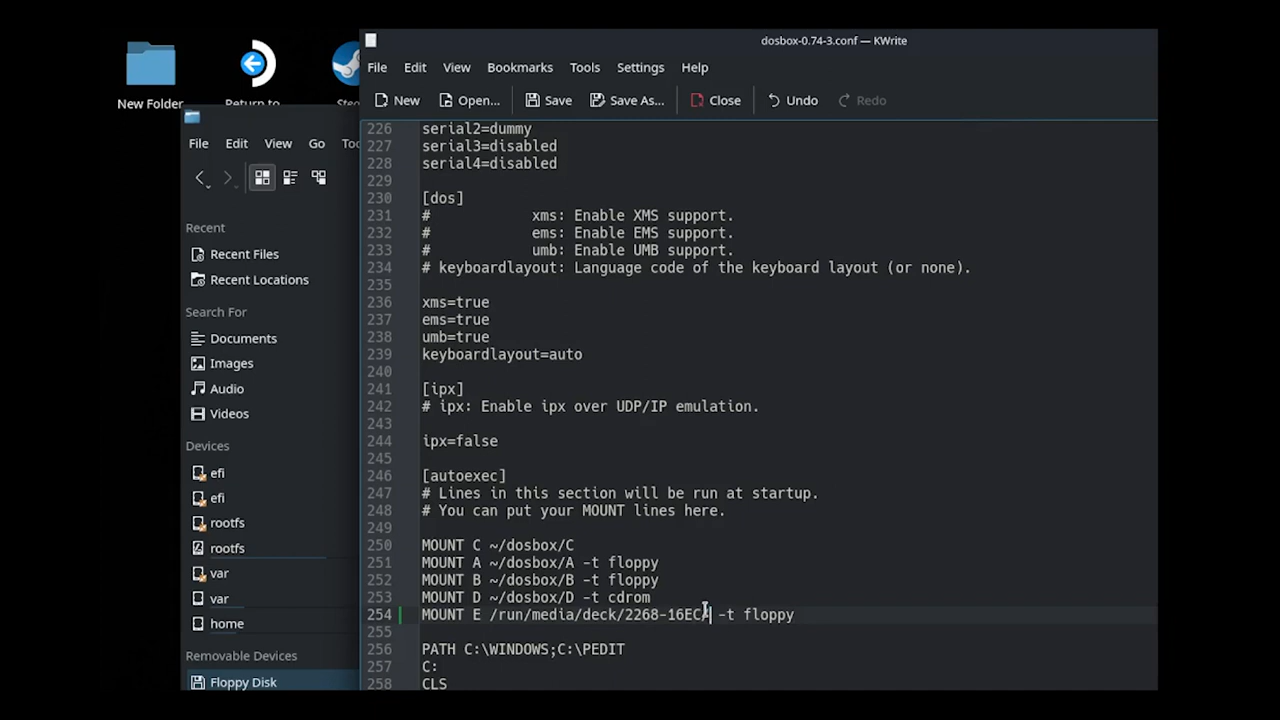 dosbox-0.74-3.conf — KWrite
New Folder
Return to
File Edit View Bookmarks Tools Settings Help
New Open... Save Save As... Close Undo Redo
File Edit View Go
Recent
Recent Files
Recent Locations
Search For
Documents
Images
Audio
Videos
Devices
efi
efi
rootfs
rootfs
var
var
home
Removable Devices
Floppy Disk
226 serial2=dummy
227 serial3=disabled
228 serial4=disabled
229
230 [dos]
231 # xms: Enable XMS support.
232 # ems: Enable EMS support.
233 # umb: Enable UMB support.
234 # keyboardlayout: Language code of the keyboard layout (or none).
235
236 xms=true
237 ems=true
238 umb=true
239 keyboardlayout=auto
240
241 [ipx]
242 # ipx: Enable ipx over UDP/IP emulation.
243
244 ipx=false
245
246 [autoexec]
247 # Lines in this section will be run at startup.
248 # You can put your MOUNT lines here.
249
250 MOUNT C ~/dosbox/C
251 MOUNT A ~/dosbox/A -t floppy
252 MOUNT B ~/dosbox/B -t floppy
253 MOUNT D ~/dosbox/D -t cdrom
254 MOUNT E /run/media/deck/2268-16EC/ -t floppy
255
256 PATH C:\WINDOWS;C:\PEDIT
257 C:
258 CLS